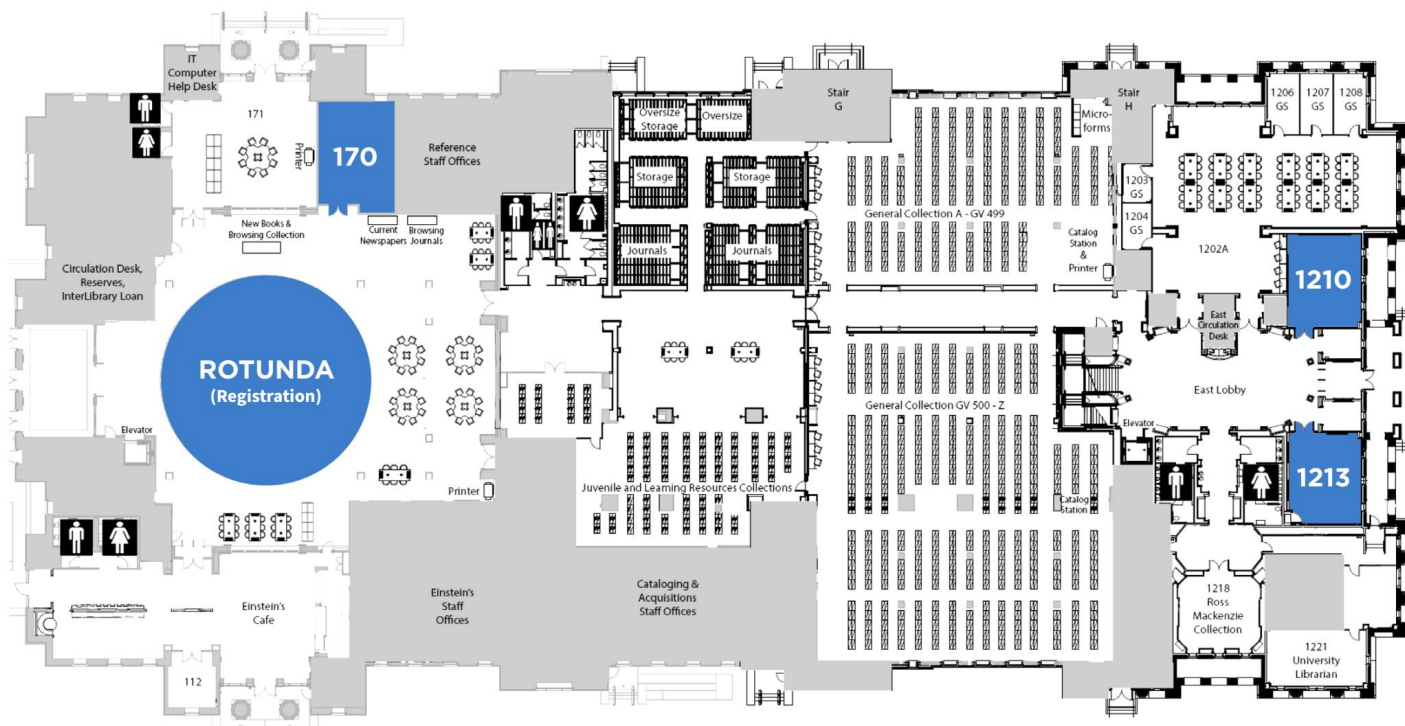 IT
Computer
Help Desk
171
Printer
170
Reference
Staff Offices
New Books &
Browsing Collection
Current
Newspapers
Browsing
Journals
Circulation Desk,
Reserves,
InterLibrary Loan
ROTUNDA
(Registration)
Elevator
Printer
Einstein's
Cafe
112
Einstein's
Staff
Offices
Oversize
Storage
Oversize
Storage
Storage
Journals
Journals
Juvenile and Learning Resources Collections
Cataloging &
Acquisitions
Staff Offices
Stair
G
General Collection A - GV 499
General Collection GV 500 - Z
Micro-
forms
Catalog
Station
&
Printer
Catalog
Station
Stair
H
1203
GS
1204
GS
1206
GS
1207
GS
1208
GS
1202A
1210
East
Circulation
Desk
East Lobby
Elevator
1213
1218
Ross
Mackenzie
Collection
1221
University
Librarian